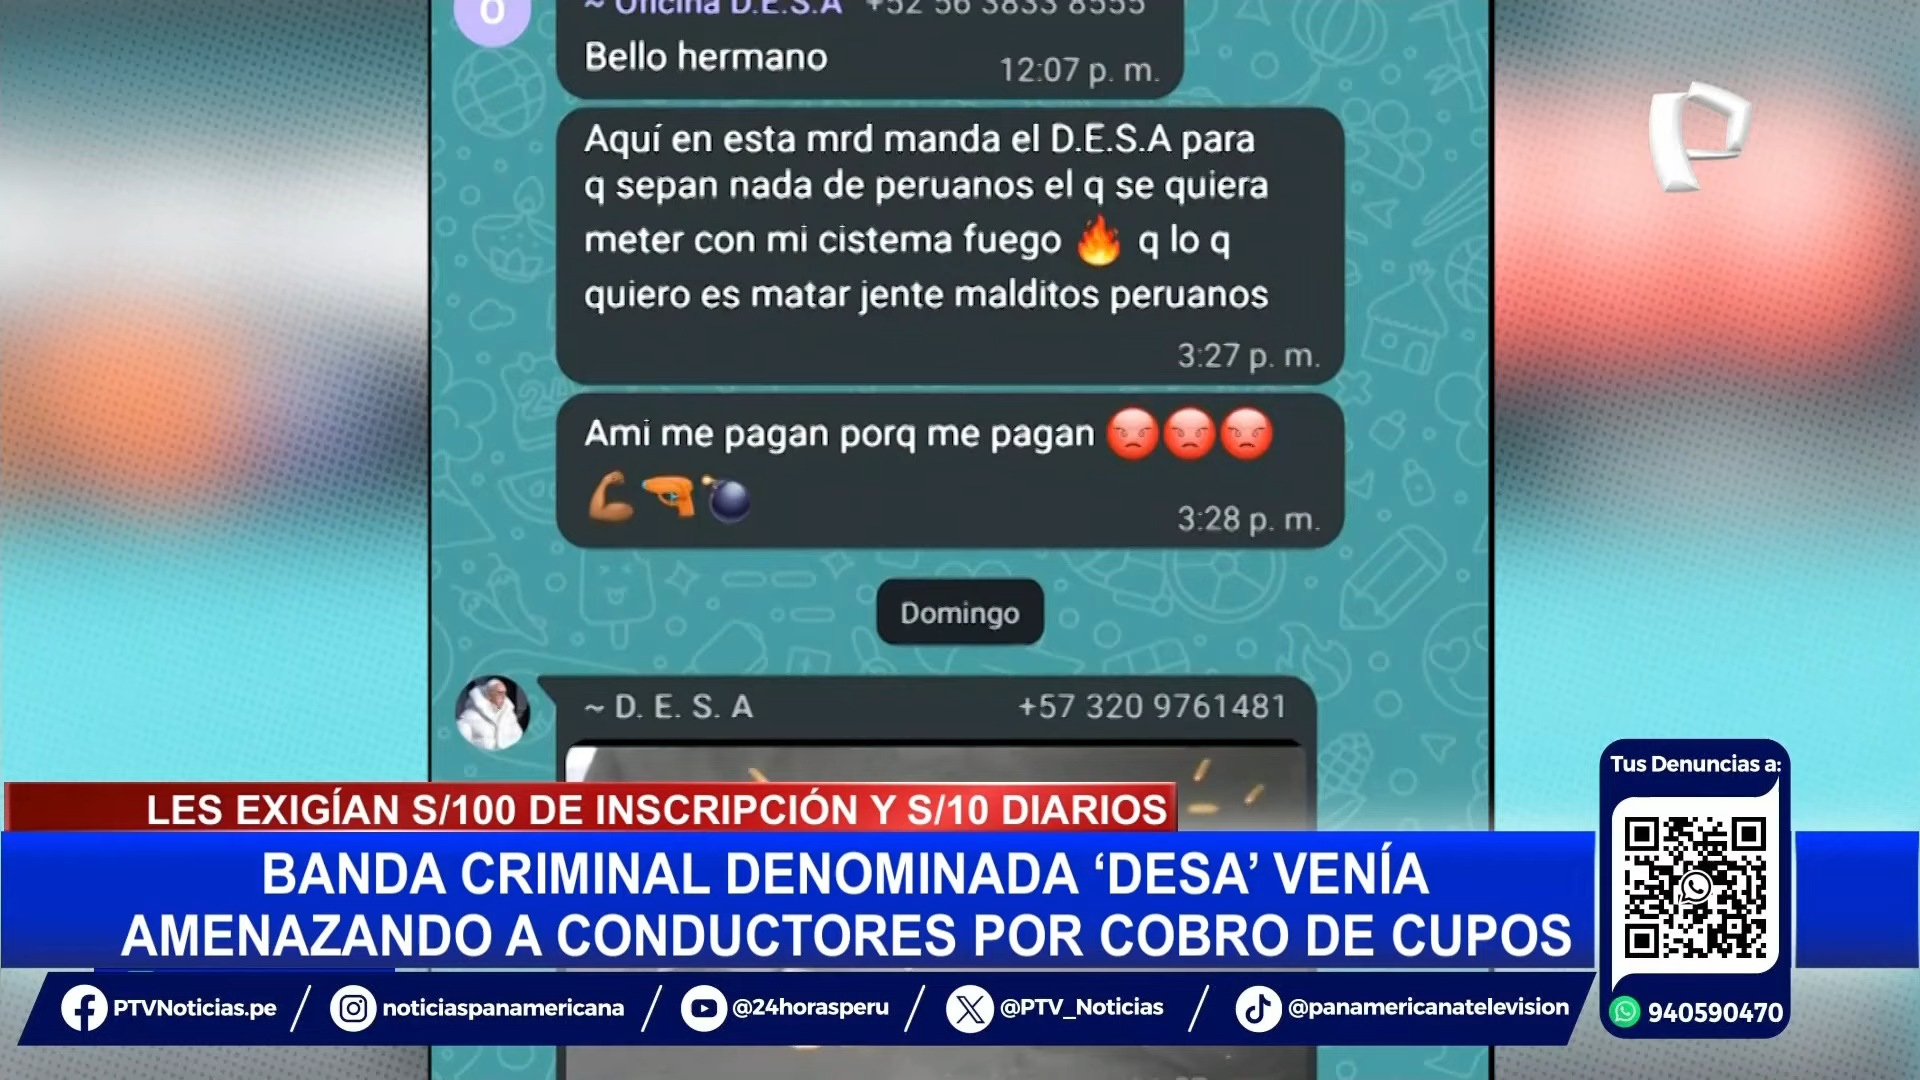 ~ Oficina D.E.S.A +52 56 3833 8555
Bello hermano
12:07 p. m.
Aquí en esta mrd manda el D.E.S.A para
q sepan nada de peruanos el q se quiera
meter con mi cistema fuego 🔥 q lo q
quiero es matar jente malditos peruanos
3:27 p. m.
Ami me pagan porq me pagan 😡😡😡
💪🔫💣
3:28 p. m.
Domingo
~ D. E. S. A +57 320 9761481
LES EXIGÍAN S/100 DE INSCRIPCIÓN Y S/10 DIARIOS
BANDA CRIMINAL DENOMINADA ‘DESA’ VENÍA
AMENAZANDO A CONDUCTORES POR COBRO DE CUPOS
Tus Denuncias a:
940590470
PTVNoticias.pe / noticiaspanamericana / @24horasperu / @PTV_Noticias / @panamericanatelevision